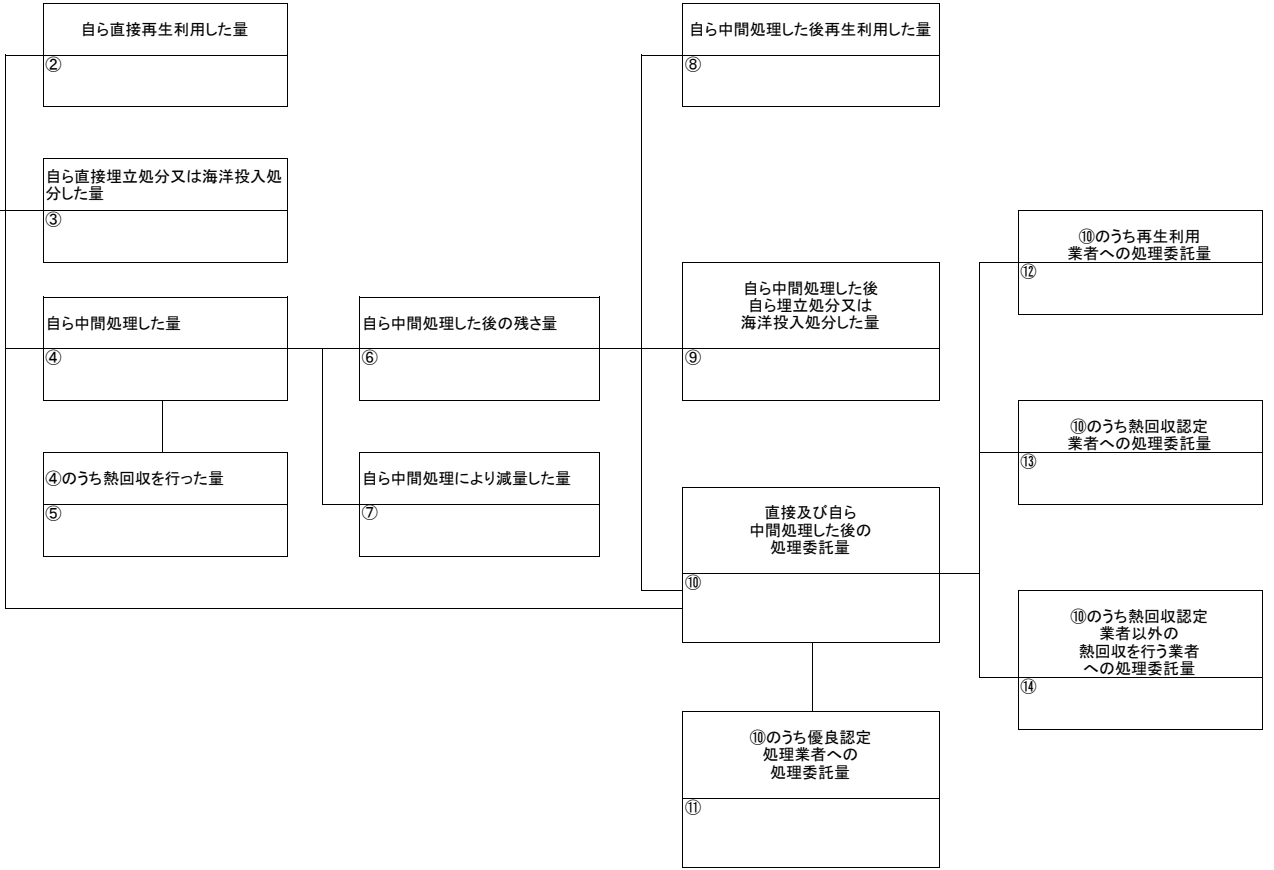 自ら直接再生利用した量
②
自ら直接埋立処分又は海洋投入処
分した量
③
自ら中間処理した量
④
④のうち熱回収を行った量
⑤
自ら中間処理した後の残さ量
⑥
自ら中間処理により減量した量
⑦
自ら中間処理した後再生利用した量
⑧
自ら中間処理した後
自ら埋立処分又は
海洋投入処分した量
⑨
直接及び自ら
中間処理した後の
処理委託量
⑩
⑩のうち優良認定
処理業者への
処理委託量
⑪
⑩のうち再生利用
業者への処理委託量
⑫
⑩のうち熱回収認定
業者への処理委託量
⑬
⑩のうち熱回収認定
業者以外の
熱回収を行う業者
への処理委託量
⑭